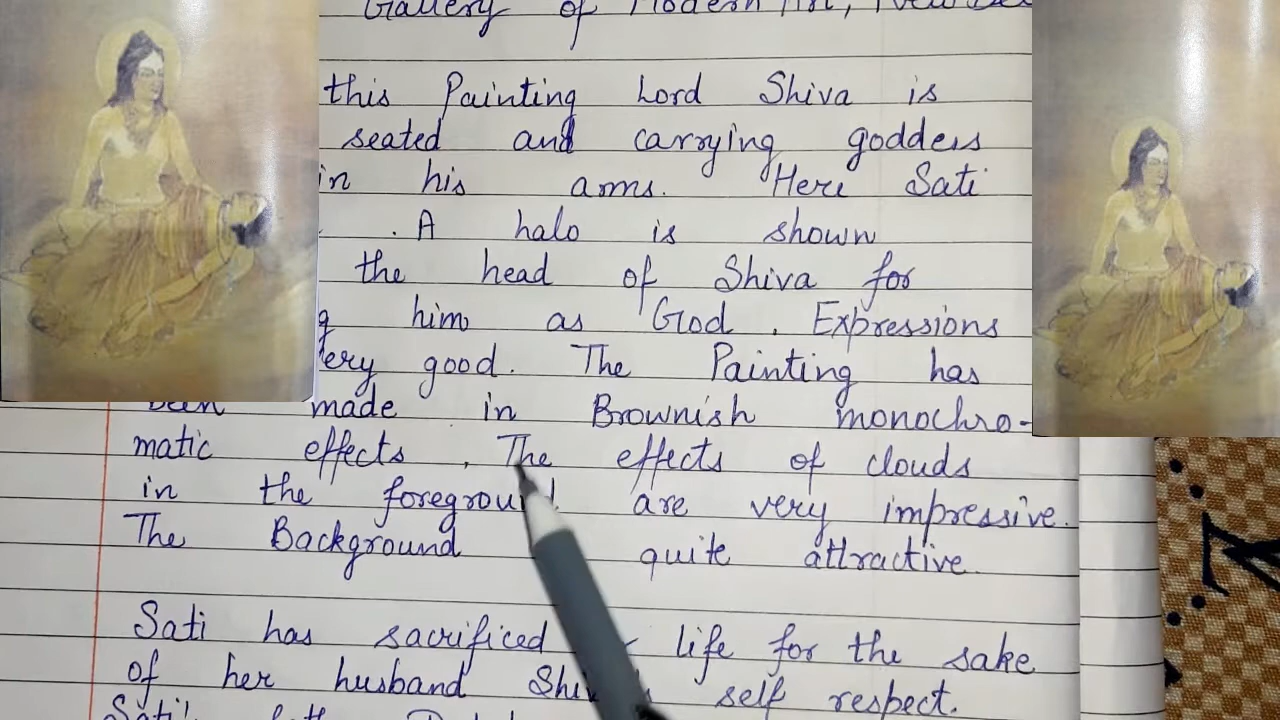 Gallery of Modern Art, New
this Painting Lord Shiva is
seated and carrying goddess
in his arms. Here Sati
. A halo is shown
the head of Shiva for
him as God. Expressions
good. The Painting has
been made in Brownish monochro-
matic effects. The effects of clouds
in the foreground are very impressive.
The Background quite attractive.
Sati has sacrificed life for the sake
of her husband self respect.